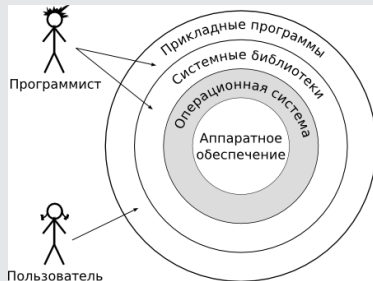 Прикладные программы
Системные библиотеки
Операционная система
Аппаратное
обеспечение
Программист
Пользователь